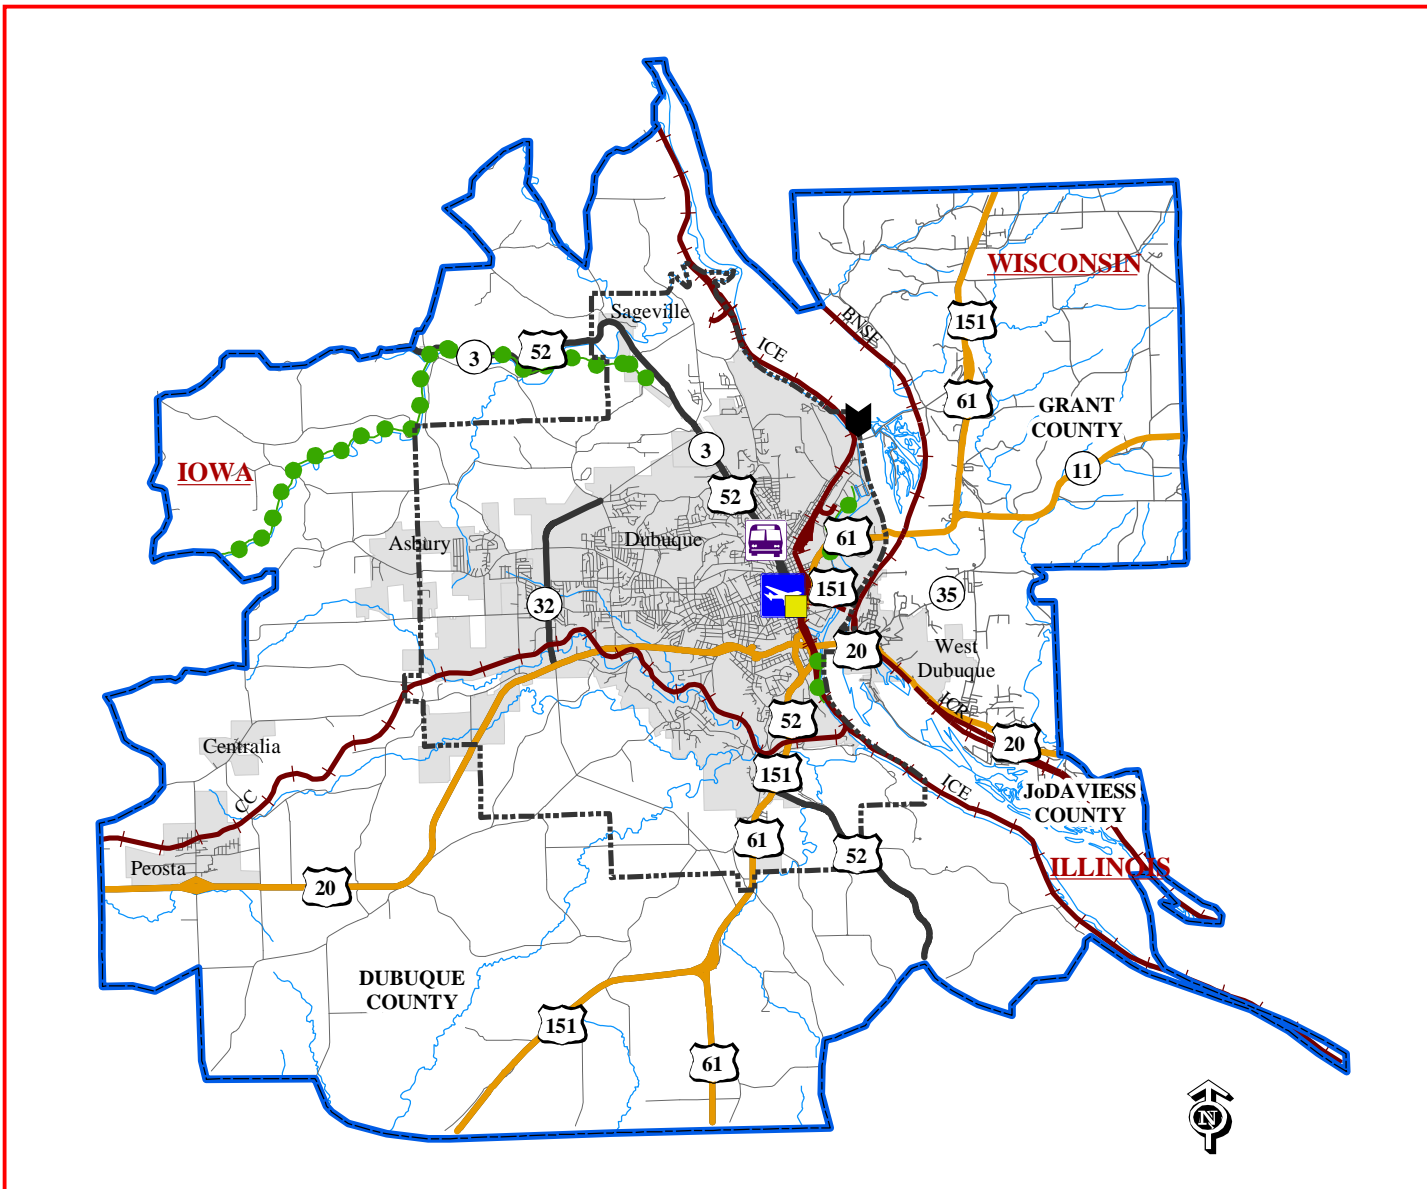 WISCONSIN
Sageville
151
BNSF
ICE
52
3
61
GRANT
COUNTY
3
11
IOWA
52
Asbury
Dubuque
61
151
35
32
20
West
Dubuque
ICR
52
20
Centralia
151
ICE
JoDAVIESS
COUNTY
CC
61
52
Peosta
ILLINOIS
20
DUBUQUE
COUNTY
151
61
N